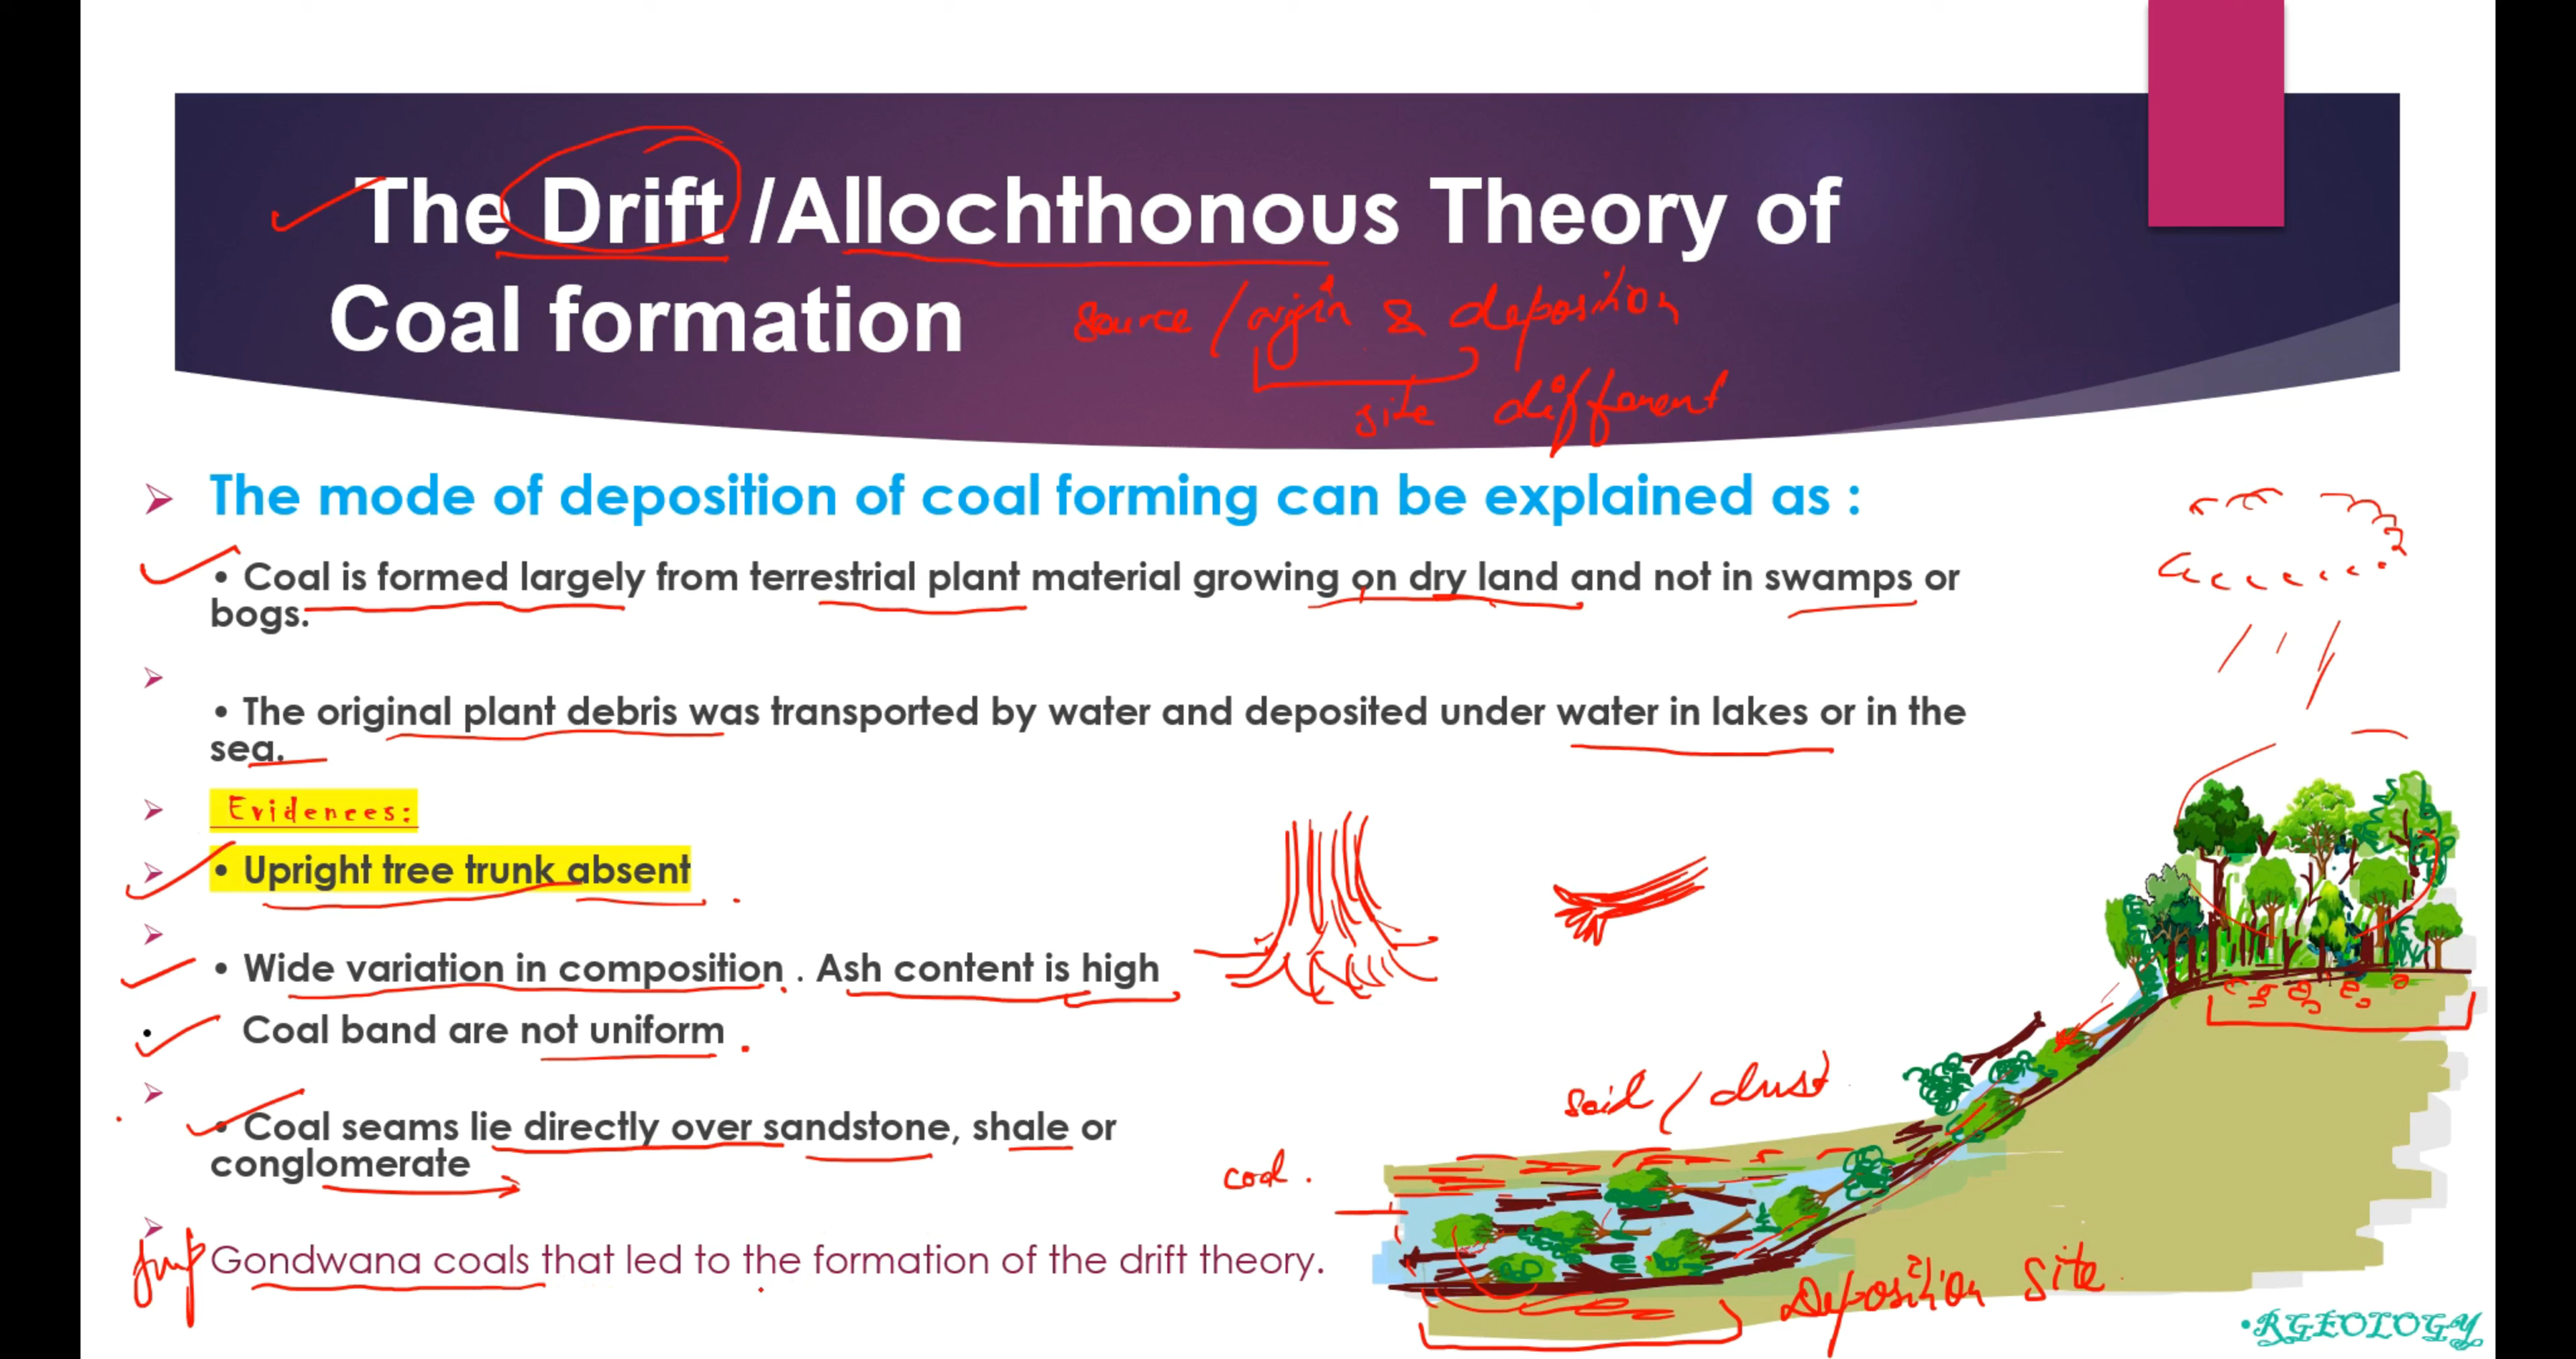 The Drift /Allochthonous Theory of
Coal formation
source / origin & deposition
site different
The mode of deposition of coal forming can be explained as :
• Coal is formed largely from terrestrial plant material growing on dry land and not in swamps or
bogs.
• The original plant debris was transported by water and deposited under water in lakes or in the
sea.
Evidences:
• Upright tree trunk absent
• Wide variation in composition . Ash content is high
• Coal band are not uniform
• Coal seams lie directly over sandstone, shale or
conglomerate
soil / dust
coal.
Gondwana coals that led to the formation of the drift theory.
Deposition site
•RGEOLOGY